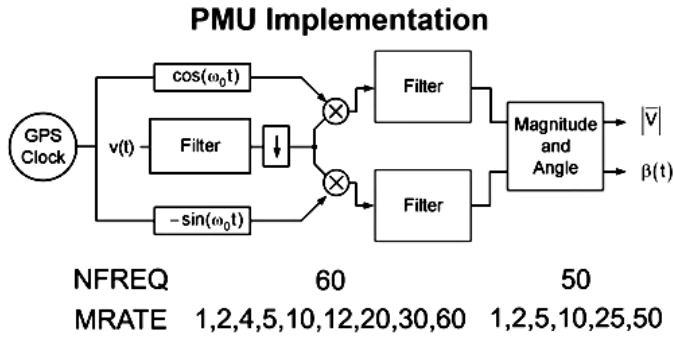 PMU Implementation
cos(ω₀t)
Filter
GPS
Clock
v(t)
Filter
Magnitude
and
Angle
|V̅|
β(t)
Filter
−sin(ω₀t)
NFREQ 60 50
MRATE 1,2,4,5,10,12,20,30,60 1,2,5,10,25,50